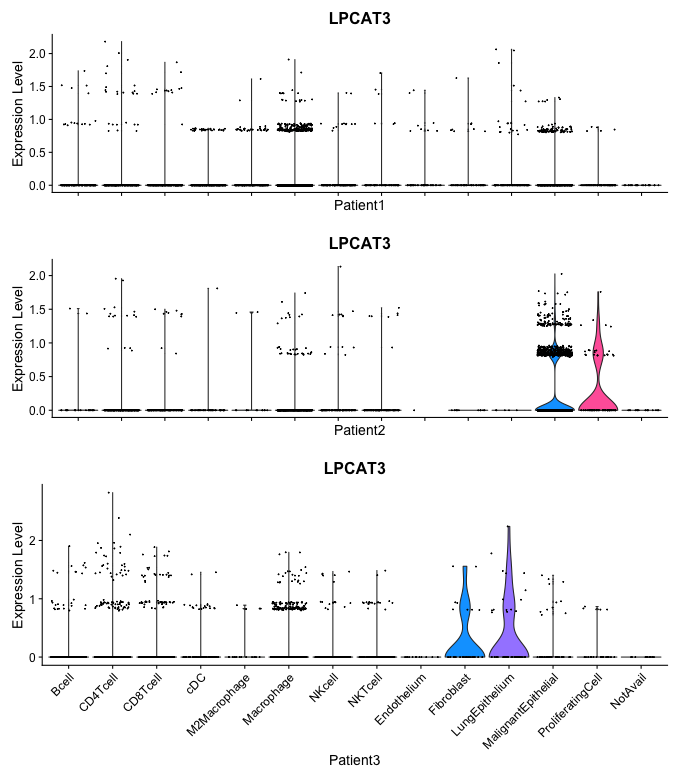 LPCAT3
Expression Level
2.0
1.5
1.0
0.5
0.0
Patient1
LPCAT3
Expression Level
2.0
1.5
1.0
0.5
0.0
Patient2
LPCAT3
Expression Level
2
1
0
Bcell
CD4Tcell
CD8Tcell
cDC
M2Macrophage
Macrophage
NKcell
NKTcell
Endothelium
Fibroblast
LungEpithelium
MalignantEpithelial
ProliferatingCell
NotAvail
Patient3